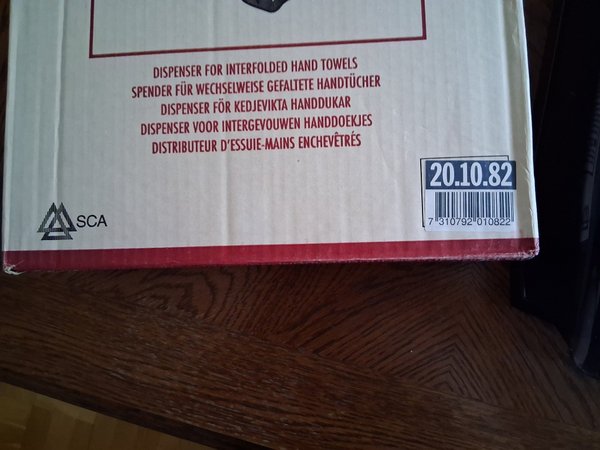 DISPENSER FOR INTERFOLDED HAND TOWELS
SPENDER FÜR WECHSELWEISE GEFALTETE HANDTÜCHER
DISPENSER FÖR KEDJEVIKTA HANDDUKAR
DISPENSER VOOR INTERGEVOUWEN HANDDOEKJES
DISTRIBUTEUR D'ESSUIE-MAINS ENCHEVÊTRÉS
20.10.82
SCA
7 310792 010822